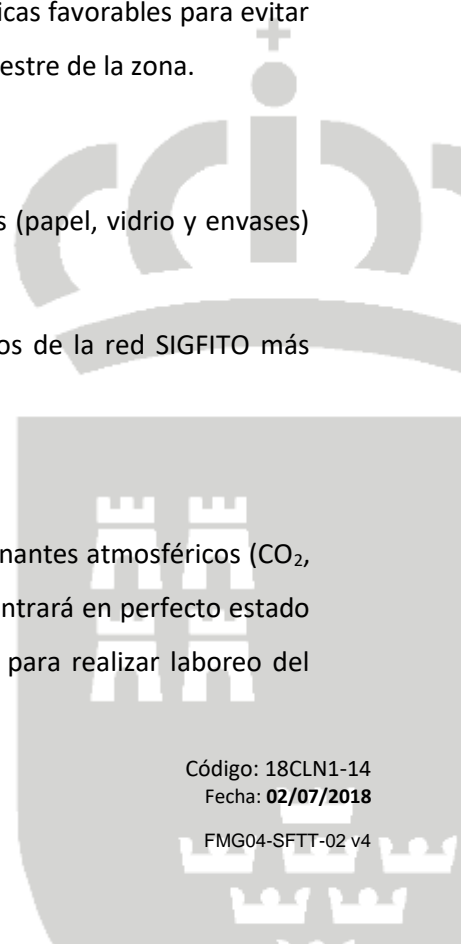 icas favorables para evitar
estre de la zona.
s (papel, vidrio y envases)
os de la red SIGFITO más
nantes atmosféricos (CO₂,
ntrará en perfecto estado
para realizar laboreo del
Código: 18CLN1-14
Fecha: 02/07/2018
FMG04-SFTT-02 v4